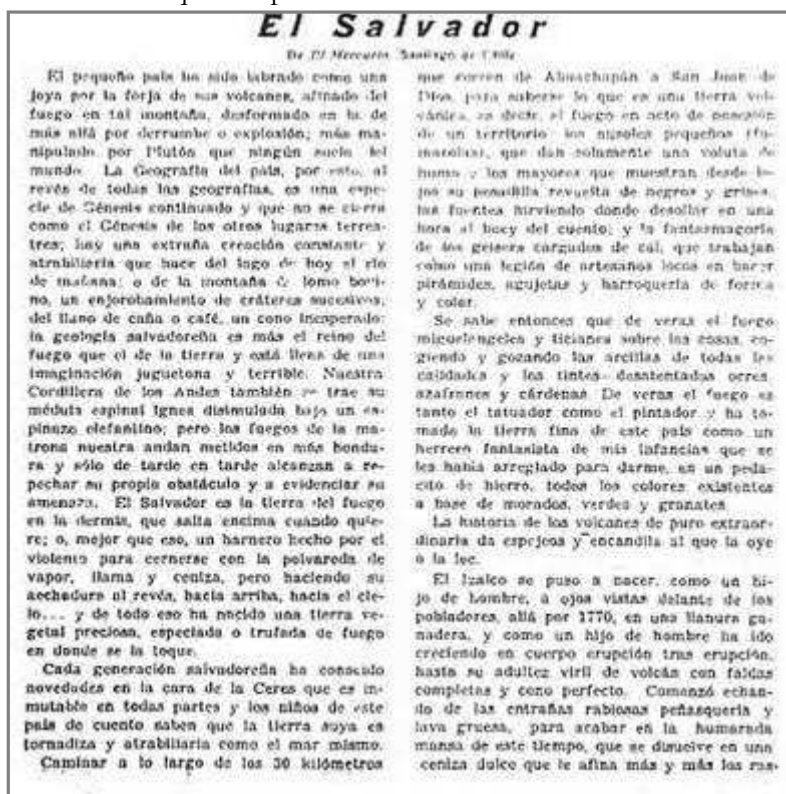 El Salvador
De El Mercurio, Santiago de Chile
El pequeño país ha sido labrado como una
joya por la forja de sus volcanes, afinado del
fuego en tal montaña, desformado en la de
más allá por derrumbe o explosión; más ma-
nipulado por Plutón que ningún suelo del
mundo. La Geografía del país, por esto, al
revés de todas las geografías, es una espe-
cie de Génesis continuado y que no se cierra
como el Génesis de los otros lugares terres-
tres; hay una extraña creación constante y
atrabiliaria que hace del lago de hoy el río
de mañana; o de la montaña de lomo bovi-
no, un enjorobamiento de cráteres sucesivos,
del llano de caña o café, un cono inesperado:
la geología salvadoreña es más el reino del
fuego que el de la tierra y está llena de una
imaginación juguetona y terrible. Nuestra
Cordillera de los Andes también se trae su
médula espinal ígnea disimulada bajo un es-
pinazo elefantino; pero los fuegos de la ma-
trona nuestra andan metidos en más hondu-
ra y sólo de tarde en tarde alcanzan a re-
pechar su propio obstáculo y a evidenciar su
amenaza. El Salvador es la tierra del fuego
en la dermis, que salta encima cuando quie-
re; o, mejor que eso, un harnero hecho por el
violento para cernerse con la polvareda de
vapor, llama y ceniza, pero haciendo su
aechadura al revés, hacia arriba, hacia el cie-
lo... y de todo eso ha nacido una tierra ve-
getal preciosa, especiada o trufada de fuego
en donde se la toque.
Cada generación salvadoreña ha conocido
novedades en la cara de la Ceres que es in-
mutable en todas partes y los niños de este
país de cuento saben que la tierra suya es
tornadiza y atrabiliaria como el mar mismo.
Caminar a lo largo de los 30 kilómetros
que corren de Ahuachapán a San Juan de
Dios, para saberse lo que es una tierra vol-
cánica, es decir, el fuego en acto de posesión
de un territorio: los ausoles pequeños (fu-
marolas), que dan solamente una voluta de
humo y los mayores que muestran desde le-
jos su pesadilla revuelta de negros y grises,
las fuentes hirviendo donde desollar en una
hora al buey del cuento; y la fantasmagoría
de los geisers cargados de cal, que trabajan
como una legión de artesanos locos en hacer
pirámides, agujetas y barroquería de forma
y color.
Se sabe entonces que de veras el fuego
miguelangelea y ticianea sobre las cosas, co-
giendo y gozando las arcillas de todas las
calidades y los tintes desatentadas ocres,
azafranes y cárdenas. De veras el fuego es
tanto el tatuador como el pintador y ha to-
mado la tierra fina de este país como un
herrero fantasista de mis infancias que se
les había arreglado para darme, en un peda-
cito de hierro, todos los colores existentes
a base de morados, verdes y granates.
La historia de los volcanes de puro extraor-
dinaria da espejeos y encandila al que la oye
o la lee.
El Izalco se puso a nacer, como un hi-
jo de hombre, a ojos vistas delante de los
pobladores, allá por 1770, en una llanura ga-
nadera, y como un hijo de hombre ha ido
creciendo en cuerpo erupción tras erupción,
hasta su adultez viril de volcán con faldas
completas y cono perfecto. Comenzó echan-
do de las entrañas rabiosas peñasquería y
lava gruesa, para acabar en la humarada
mansa de este tiempo, que se disuelve en una
ceniza dulce que le afina más y más los ras-